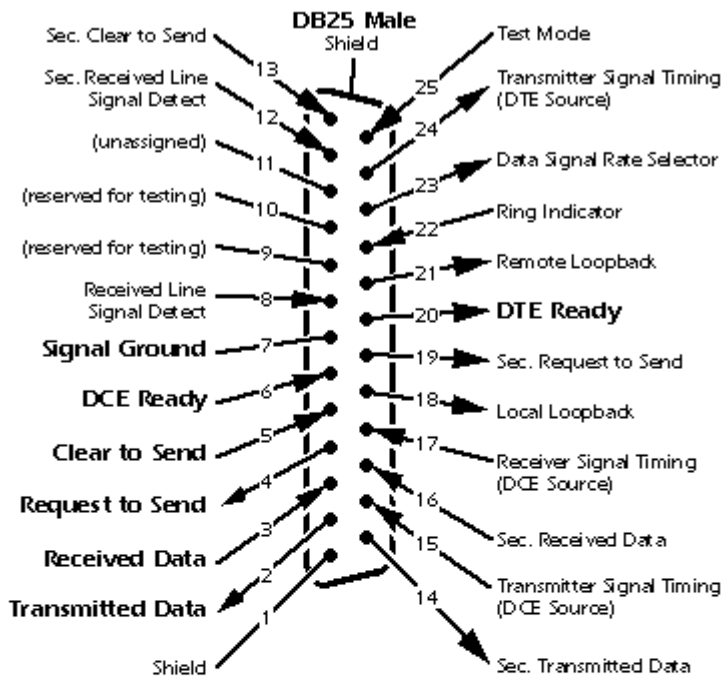 DB25 Male
Shield
Sec. Clear to Send
13
Sec. Received Line
Signal Detect
12
(unassigned)
11
(reserved for testing)
10
(reserved for testing)
9
Received Line
Signal Detect
8
Signal Ground
7
DCE Ready
6
Clear to Send
5
Request to Send
4
Received Data
3
Transmitted Data
2
Shield
1
Test Mode
25
Transmitter Signal Timing
(DTE Source)
24
Data Signal Rate Selector
23
Ring Indicator
22
Remote Loopback
21
DTE Ready
20
Sec. Request to Send
19
Local Loopback
18
Receiver Signal Timing
(DCE Source)
17
Sec. Received Data
16
Transmitter Signal Timing
(DCE Source)
15
Sec. Transmitted Data
14